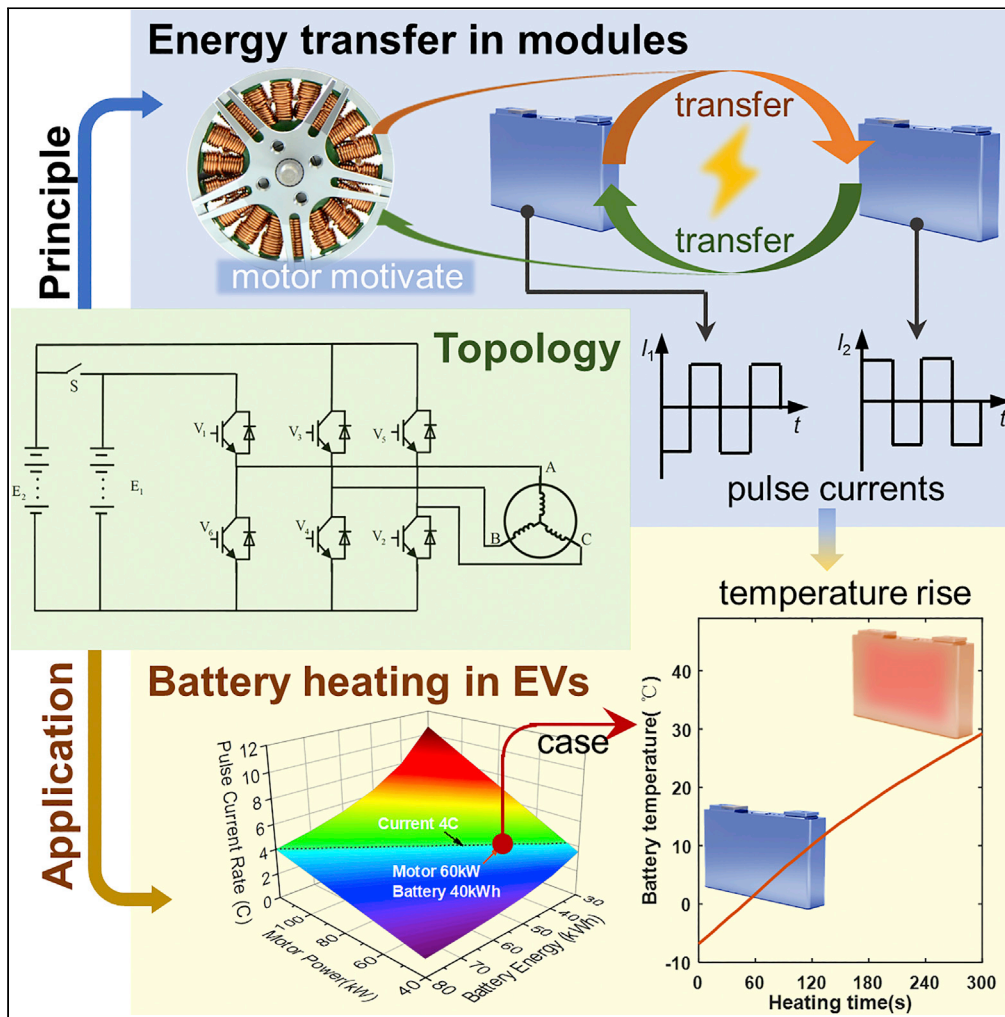 Energy transfer in modules
Principle
transfer
transfer
motor motivate
I1
t
I2
t
pulse currents
Topology
S
E2
E1
V1
V3
V5
V6
V4
V2
A
B
C
Application
Battery heating in EVs
case
Pulse Current Rate (C)
12
10
8
6
4
2
0
Current 4C
Motor 60kW
Battery 40kWh
100
80
60
40
Motor Power(kW)
30
40
50
60
70
80
Battery Energy (kWh)
temperature rise
Battery temperature( ℃)
40
30
20
10
0
-10
0
60
120
180
240
300
Heating time(s)